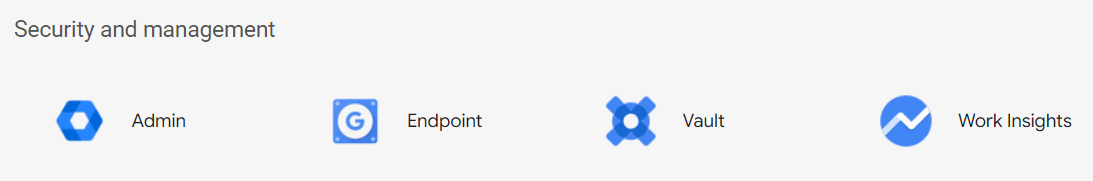 Security and management
Admin Endpoint Vault Work Insights
G